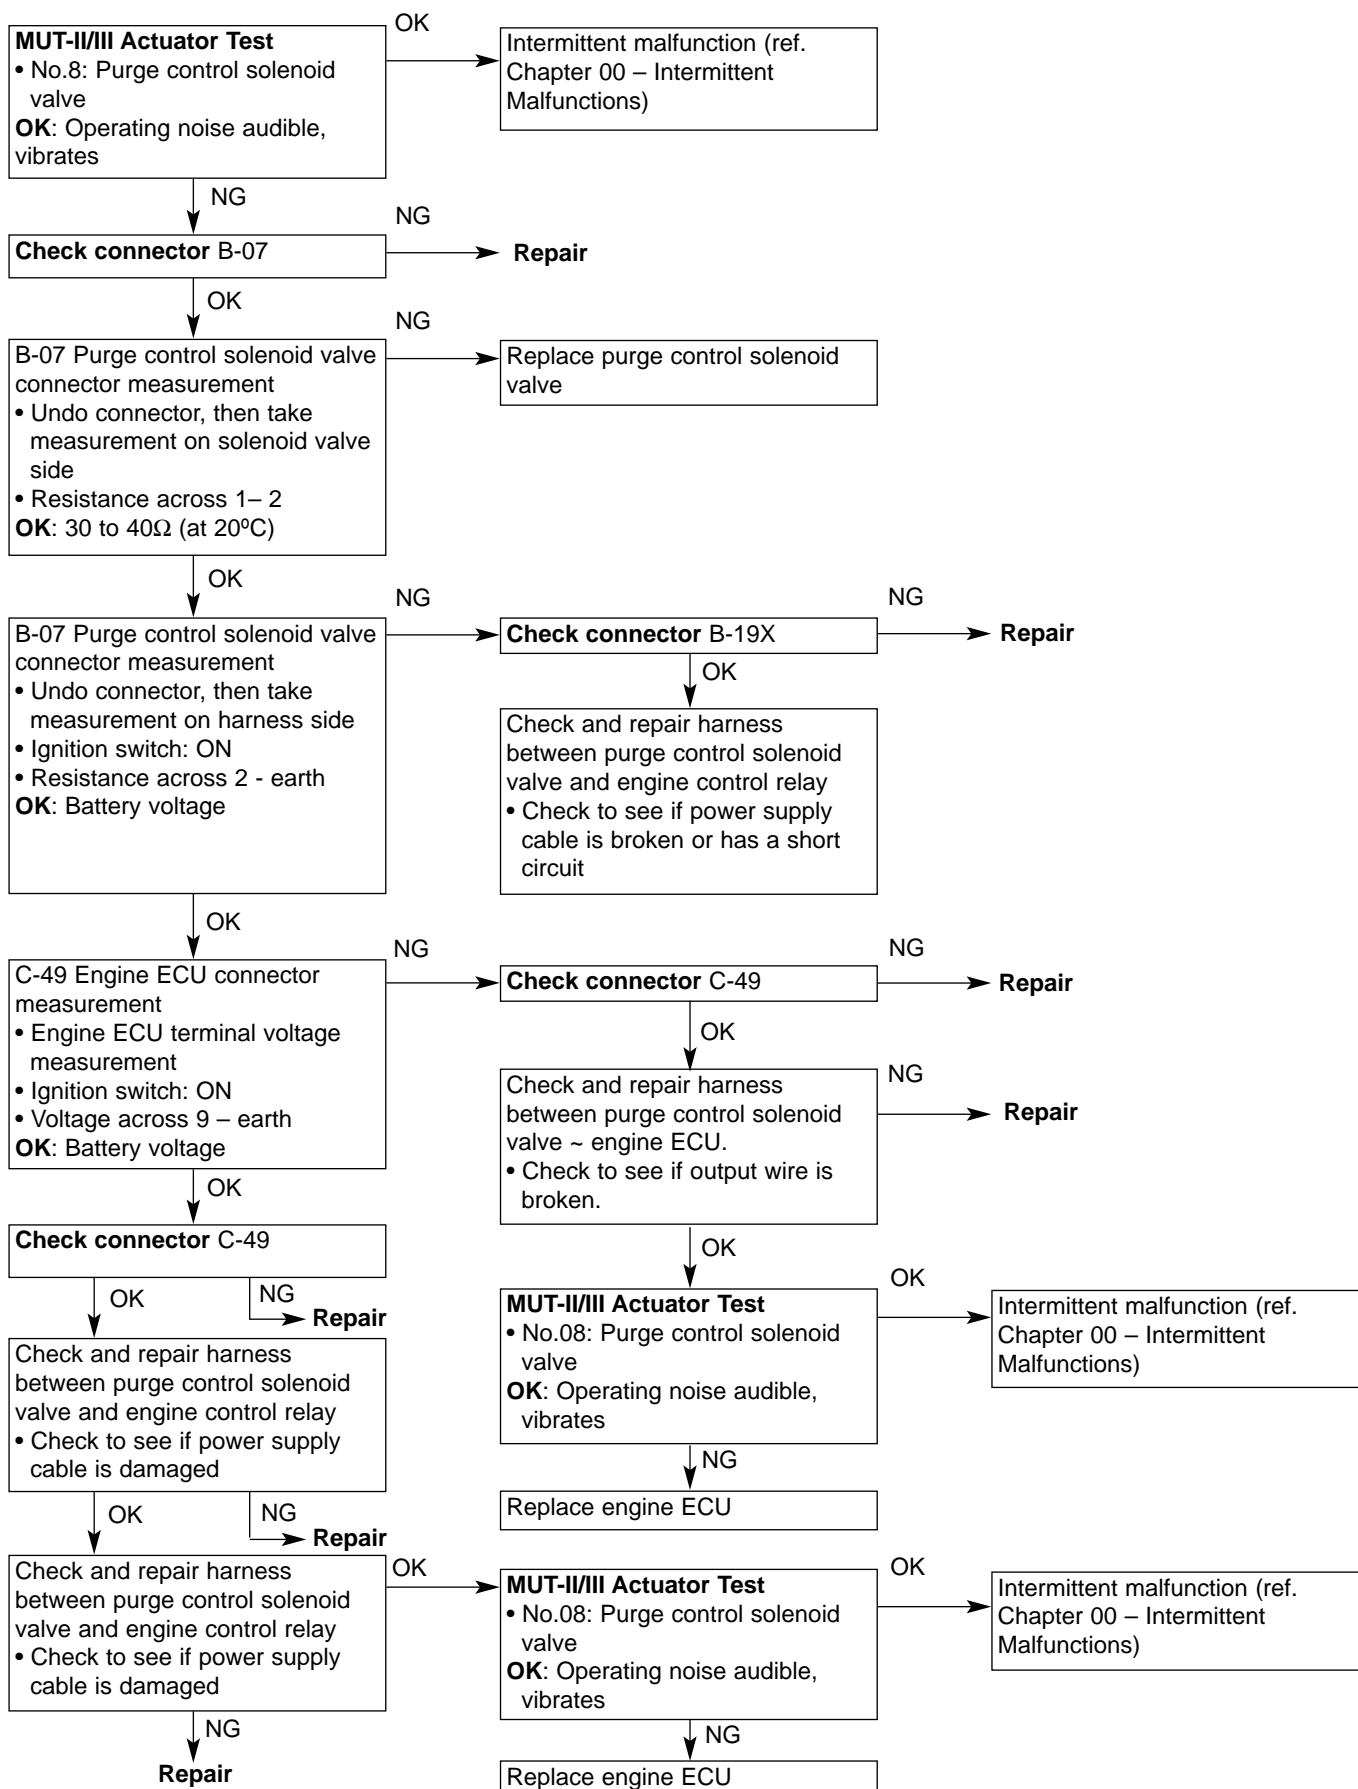 MUT-II/III Actuator Test
• No.8: Purge control solenoid
valve
OK: Operating noise audible,
vibrates
OK
Intermittent malfunction (ref.
Chapter 00 – Intermittent
Malfunctions)
NG
Check connector B-07
NG
Repair
OK
B-07 Purge control solenoid valve
connector measurement
• Undo connector, then take
measurement on solenoid valve
side
• Resistance across 1– 2
OK: 30 to 40Ω (at 20ºC)
NG
Replace purge control solenoid
valve
OK
B-07 Purge control solenoid valve
connector measurement
• Undo connector, then take
measurement on harness side
• Ignition switch: ON
• Resistance across 2 - earth
OK: Battery voltage
NG
Check connector B-19X
NG
Repair
OK
Check and repair harness
between purge control solenoid
valve and engine control relay
• Check to see if power supply
cable is broken or has a short
circuit
OK
C-49 Engine ECU connector
measurement
• Engine ECU terminal voltage
measurement
• Ignition switch: ON
• Voltage across 9 – earth
OK: Battery voltage
NG
Check connector C-49
NG
Repair
OK
Check and repair harness
between purge control solenoid
valve ~ engine ECU.
• Check to see if output wire is
broken.
NG
Repair
OK
MUT-II/III Actuator Test
• No.08: Purge control solenoid
valve
OK: Operating noise audible,
vibrates
OK
Intermittent malfunction (ref.
Chapter 00 – Intermittent
Malfunctions)
NG
Replace engine ECU
OK
Check connector C-49
OK
NG
Repair
Check and repair harness
between purge control solenoid
valve and engine control relay
• Check to see if power supply
cable is damaged
OK
NG
Repair
Check and repair harness
between purge control solenoid
valve and engine control relay
• Check to see if power supply
cable is damaged
OK
MUT-II/III Actuator Test
• No.08: Purge control solenoid
valve
OK: Operating noise audible,
vibrates
OK
Intermittent malfunction (ref.
Chapter 00 – Intermittent
Malfunctions)
NG
Repair
NG
Replace engine ECU